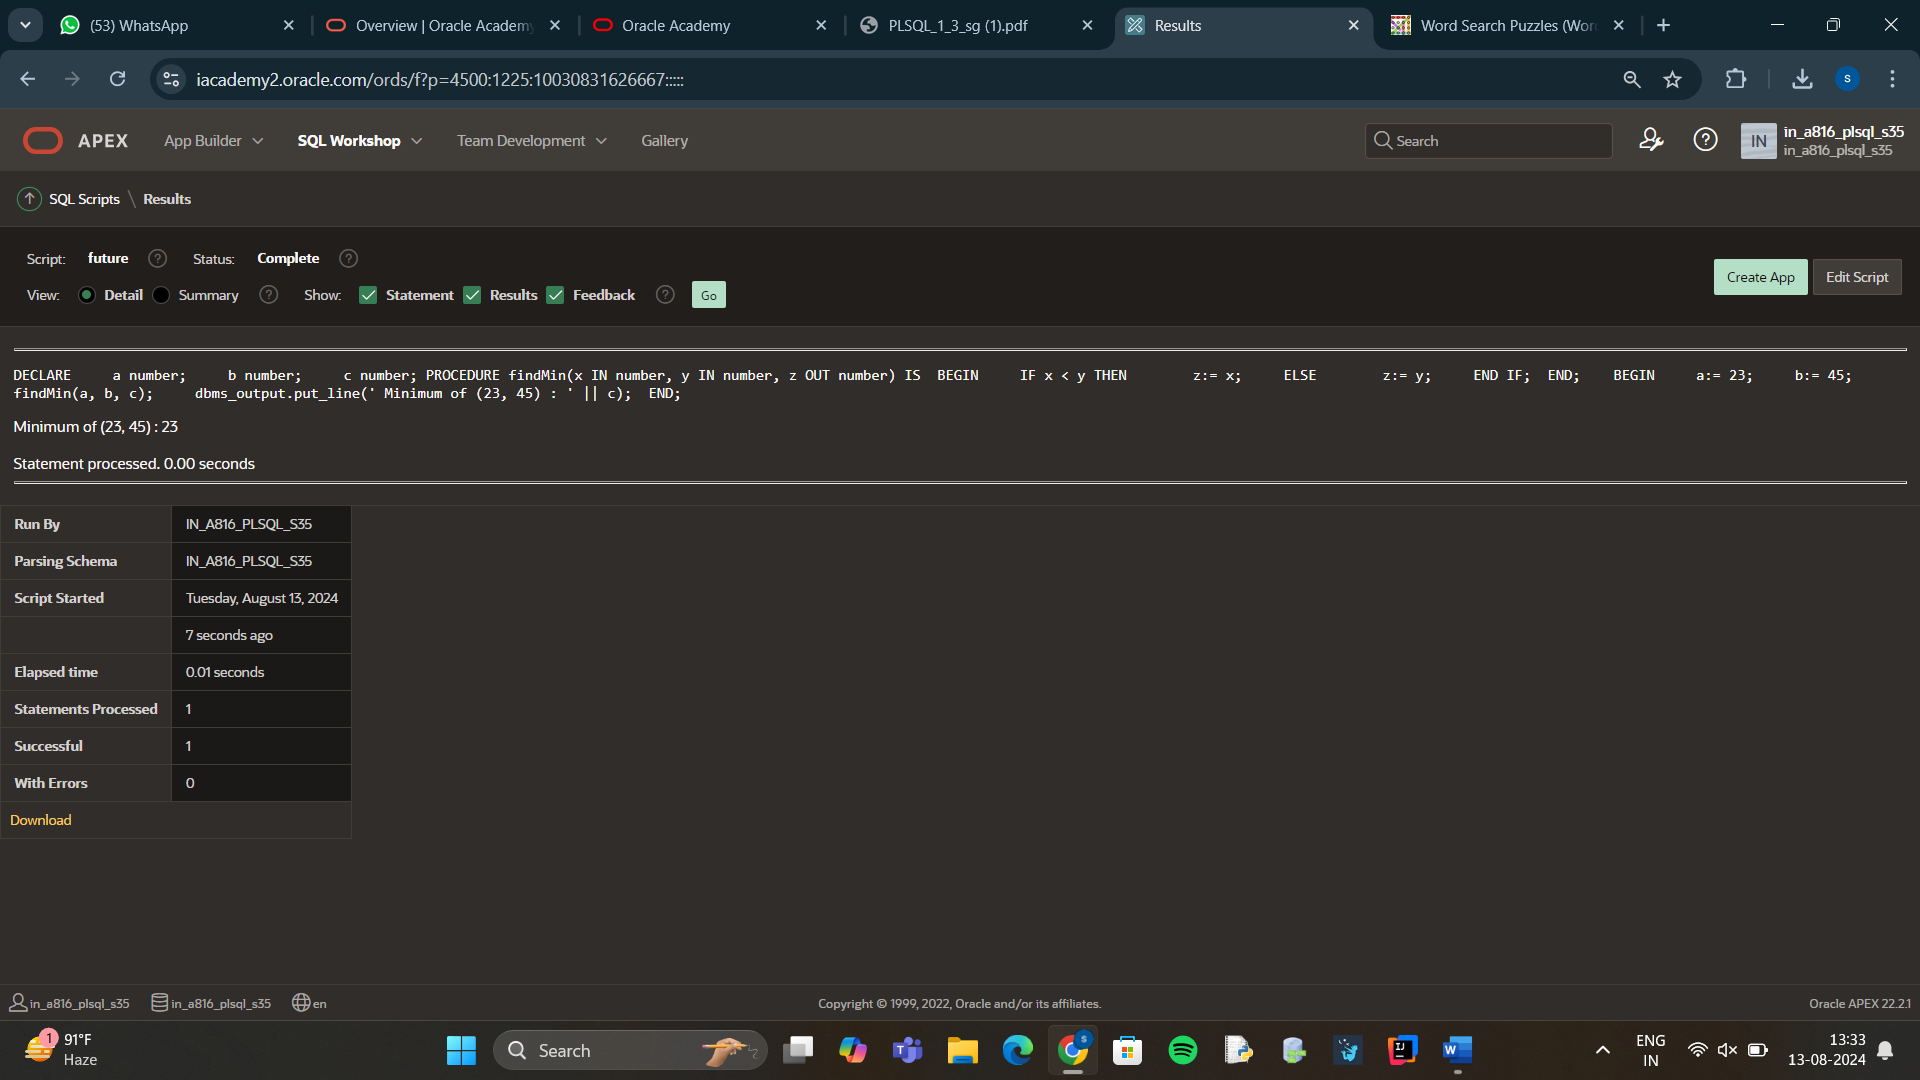 (53) WhatsApp
Overview | Oracle Academy
Oracle Academy
PLSQL_1_3_sg (1).pdf
Results
Word Search Puzzles (Wor
iacademy2.oracle.com/ords/f?p=4500:1225:10030831626667:::::
S
APEX
App Builder
SQL Workshop
Team Development
Gallery
Search
IN
in_a816_plsql_s35
in_a816_plsql_s35
SQL Scripts \ Results
Script: future ? Status: Complete ?
View: Detail Summary ? Show: Statement Results Feedback ? Go
Create App
Edit Script
DECLARE a number; b number; c number; PROCEDURE findMin(x IN number, y IN number, z OUT number) IS BEGIN IF x < y THEN z:= x; ELSE z:= y; END IF; END; BEGIN a:= 23; b:= 45;
findMin(a, b, c); dbms_output.put_line(' Minimum of (23, 45) : ' || c); END;
Minimum of (23, 45) : 23
Statement processed. 0.00 seconds
Run By IN_A816_PLSQL_S35
Parsing Schema IN_A816_PLSQL_S35
Script Started Tuesday, August 13, 2024
7 seconds ago
Elapsed time 0.01 seconds
Statements Processed 1
Successful 1
With Errors 0
Download
in_a816_plsql_s35 in_a816_plsql_s35 en
Copyright © 1999, 2022, Oracle and/or its affiliates.
Oracle APEX 22.2.1
1
91°F
Haze
Search
ENG
IN
13:33
13-08-2024